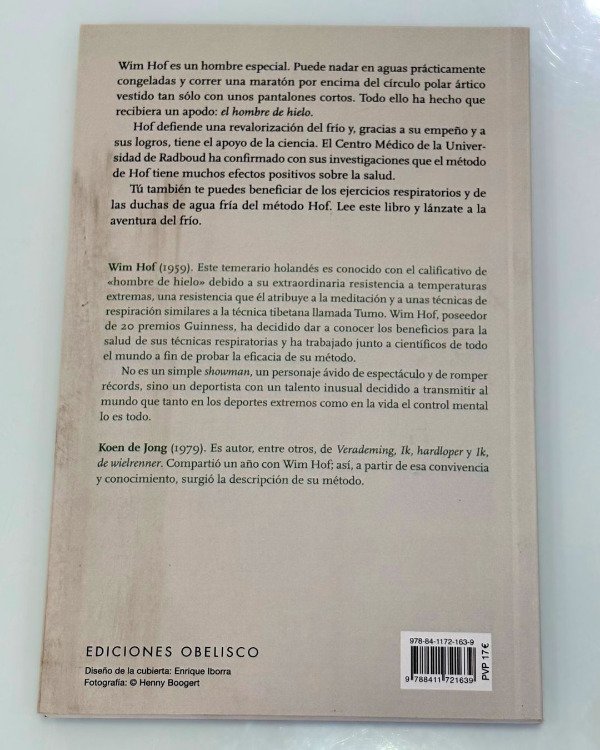 Wim Hof es un hombre especial. Puede nadar en aguas prácticamente
congeladas y correr una maratón por encima del círculo polar ártico
vestido tan sólo con unos pantalones cortos. Todo ello ha hecho que
recibiera un apodo: el hombre de hielo.
Hof defiende una revalorización del frío y, gracias a su empeño y a
sus logros, tiene el apoyo de la ciencia. El Centro Médico de la Univer-
sidad de Radboud ha confirmado con sus investigaciones que el método
de Hof tiene muchos efectos positivos sobre la salud.
Tú también te puedes beneficiar de los ejercicios respiratorios y de
las duchas de agua fría del método Hof. Lee este libro y lánzate a la
aventura del frío.
Wim Hof (1959). Este temerario holandés es conocido con el calificativo de
«hombre de hielo» debido a su extraordinaria resistencia a temperaturas
extremas, una resistencia que él atribuye a la meditación y a unas técnicas de
respiración similares a la técnica tibetana llamada Tumo. Wim Hof, poseedor
de 20 premios Guinness, ha decidido dar a conocer los beneficios para la
salud de sus técnicas respiratorias y ha trabajado junto a científicos de todo
el mundo a fin de probar la eficacia de su método.
No es un simple showman, un personaje ávido de espectáculo y de romper
récords, sino un deportista con un talento inusual decidido a transmitir al
mundo que tanto en los deportes extremos como en la vida el control mental
lo es todo.
Koen de Jong (1979). Es autor, entre otros, de Verademing, Ik, hardloper y Ik,
de wielrenner. Compartió un año con Wim Hof; así, a partir de esa convivencia
y conocimiento, surgió la descripción de su método.
EDICIONES OBELISCO
Diseño de la cubierta: Enrique Iborra
Fotografía: © Henny Boogert
978-84-1172-163-9
9 788411 721639
PVP 17€